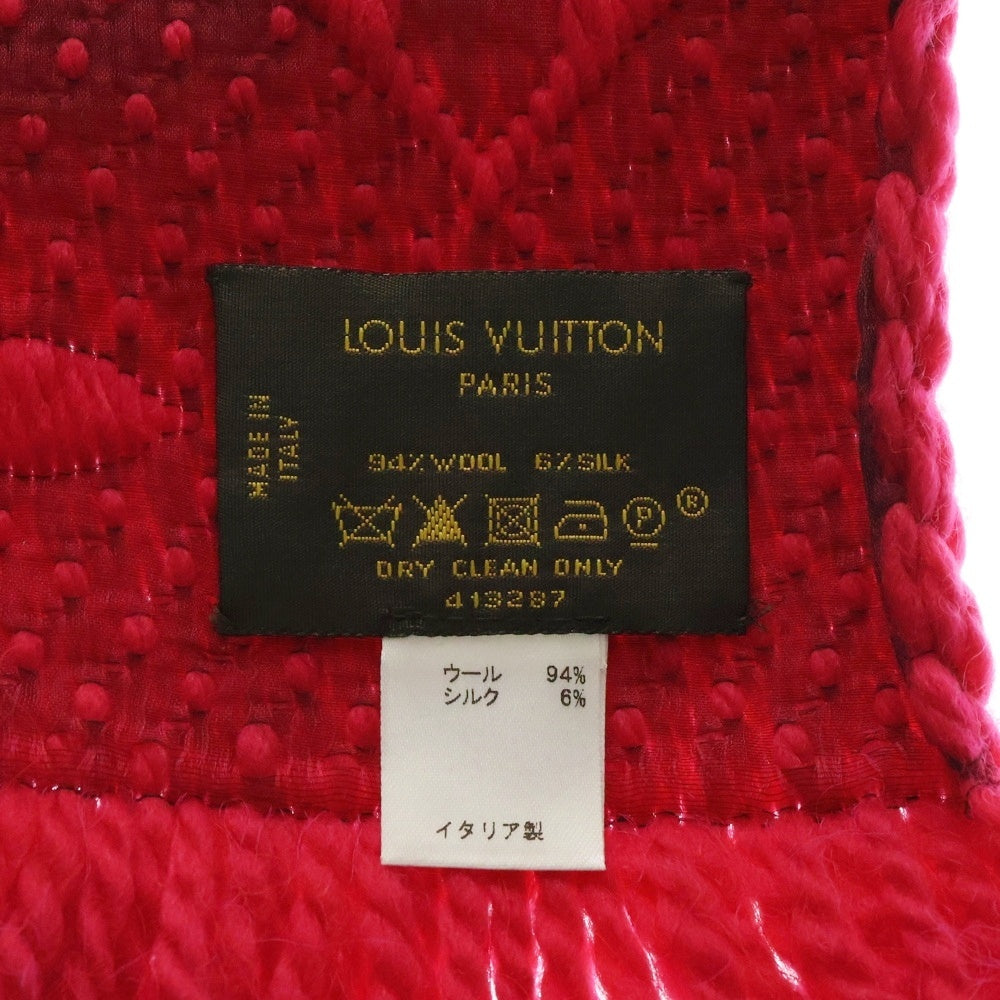 LOUIS VUITTON
PARIS
MADE IN
ITALY
94% WOOL 6% SILK
P
®
DRY CLEAN ONLY
413287
ウール 94%
シルク 6%
イタリア製